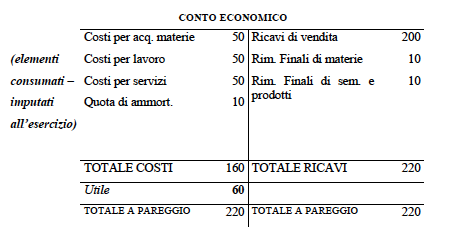 CONTO ECONOMICO
Costi per acq. materie 50 Ricavi di vendita 200
(elementi Costi per lavoro 50 Rim. Finali di materie 10
consumati – Costi per servizi 50 Rim. Finali di sem. e 10
imputati Quota di ammort. 10 prodotti
all'esercizio)
TOTALE COSTI 160 TOTALE RICAVI 220
Utile 60
TOTALE A PAREGGIO 220 TOTALE A PAREGGIO 220